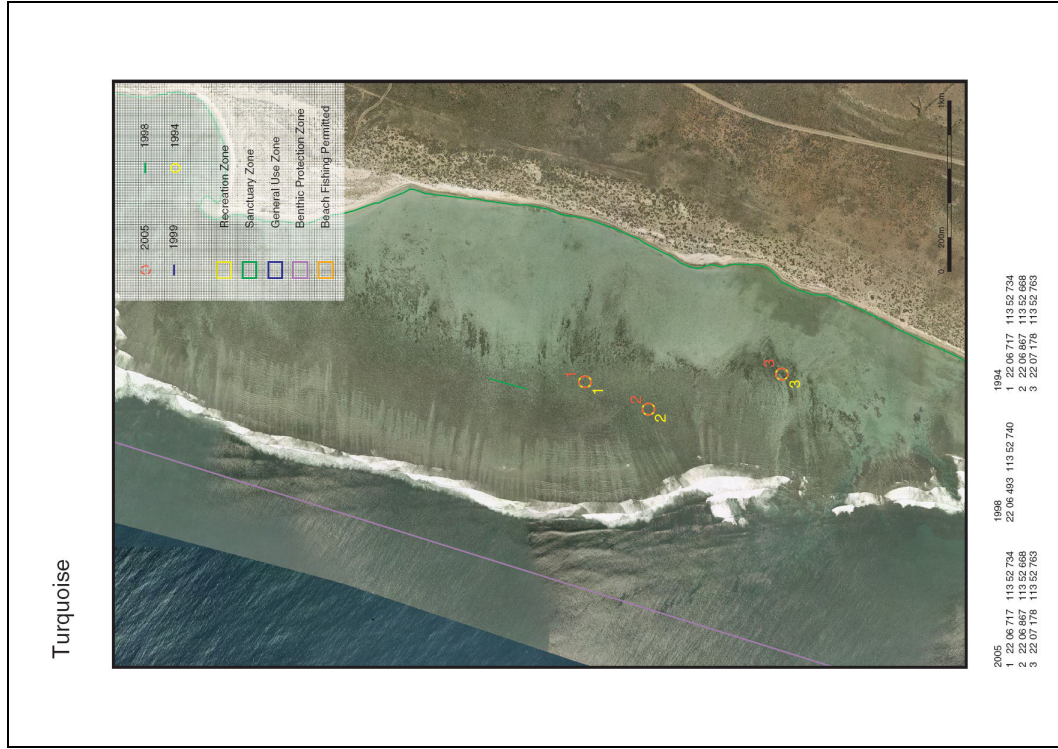 Turquoise
2005
1998
1999
1994
Recreation Zone
Sanctuary Zone
General Use Zone
Benthic Protection Zone
Beach Fishing Permitted
1
1
2
2
3
3
0 200m 1km
2005
1 22 06 717 113 52 734
2 22 06 867 113 52 668
3 22 07 178 113 52 763
1998
22 06 493 113 52 740
1994
1 22 06 717 113 52 734
2 22 06 867 113 52 668
3 22 07 178 113 52 763